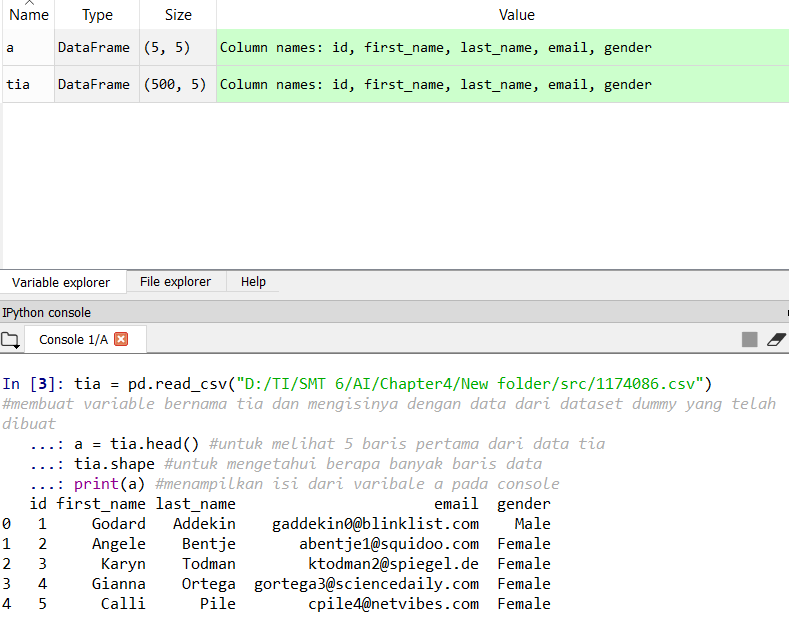 Name Type Size Value
a DataFrame (5, 5) Column names: id, first_name, last_name, email, gender
tia DataFrame (500, 5) Column names: id, first_name, last_name, email, gender
Variable explorer File explorer Help
IPython console
Console 1/A
In [3]: tia = pd.read_csv("D:/TI/SMT 6/AI/Chapter4/New folder/src/1174086.csv")
#membuat variable bernama tia dan mengisinya dengan data dari dataset dummy yang telah
dibuat
...: a = tia.head() #untuk melihat 5 baris pertama dari data tia
...: tia.shape #untuk mengetahui berapa banyak baris data
...: print(a) #menampilkan isi dari varibale a pada console
id first_name last_name email gender
0 1 Godard Addekin gaddekin0@blinklist.com Male
1 2 Angele Bentje abentje1@squidoo.com Female
2 3 Karyn Todman ktodman2@spiegel.de Female
3 4 Gianna Ortega gortega3@sciencedaily.com Female
4 5 Calli Pile cpile4@netvibes.com Female